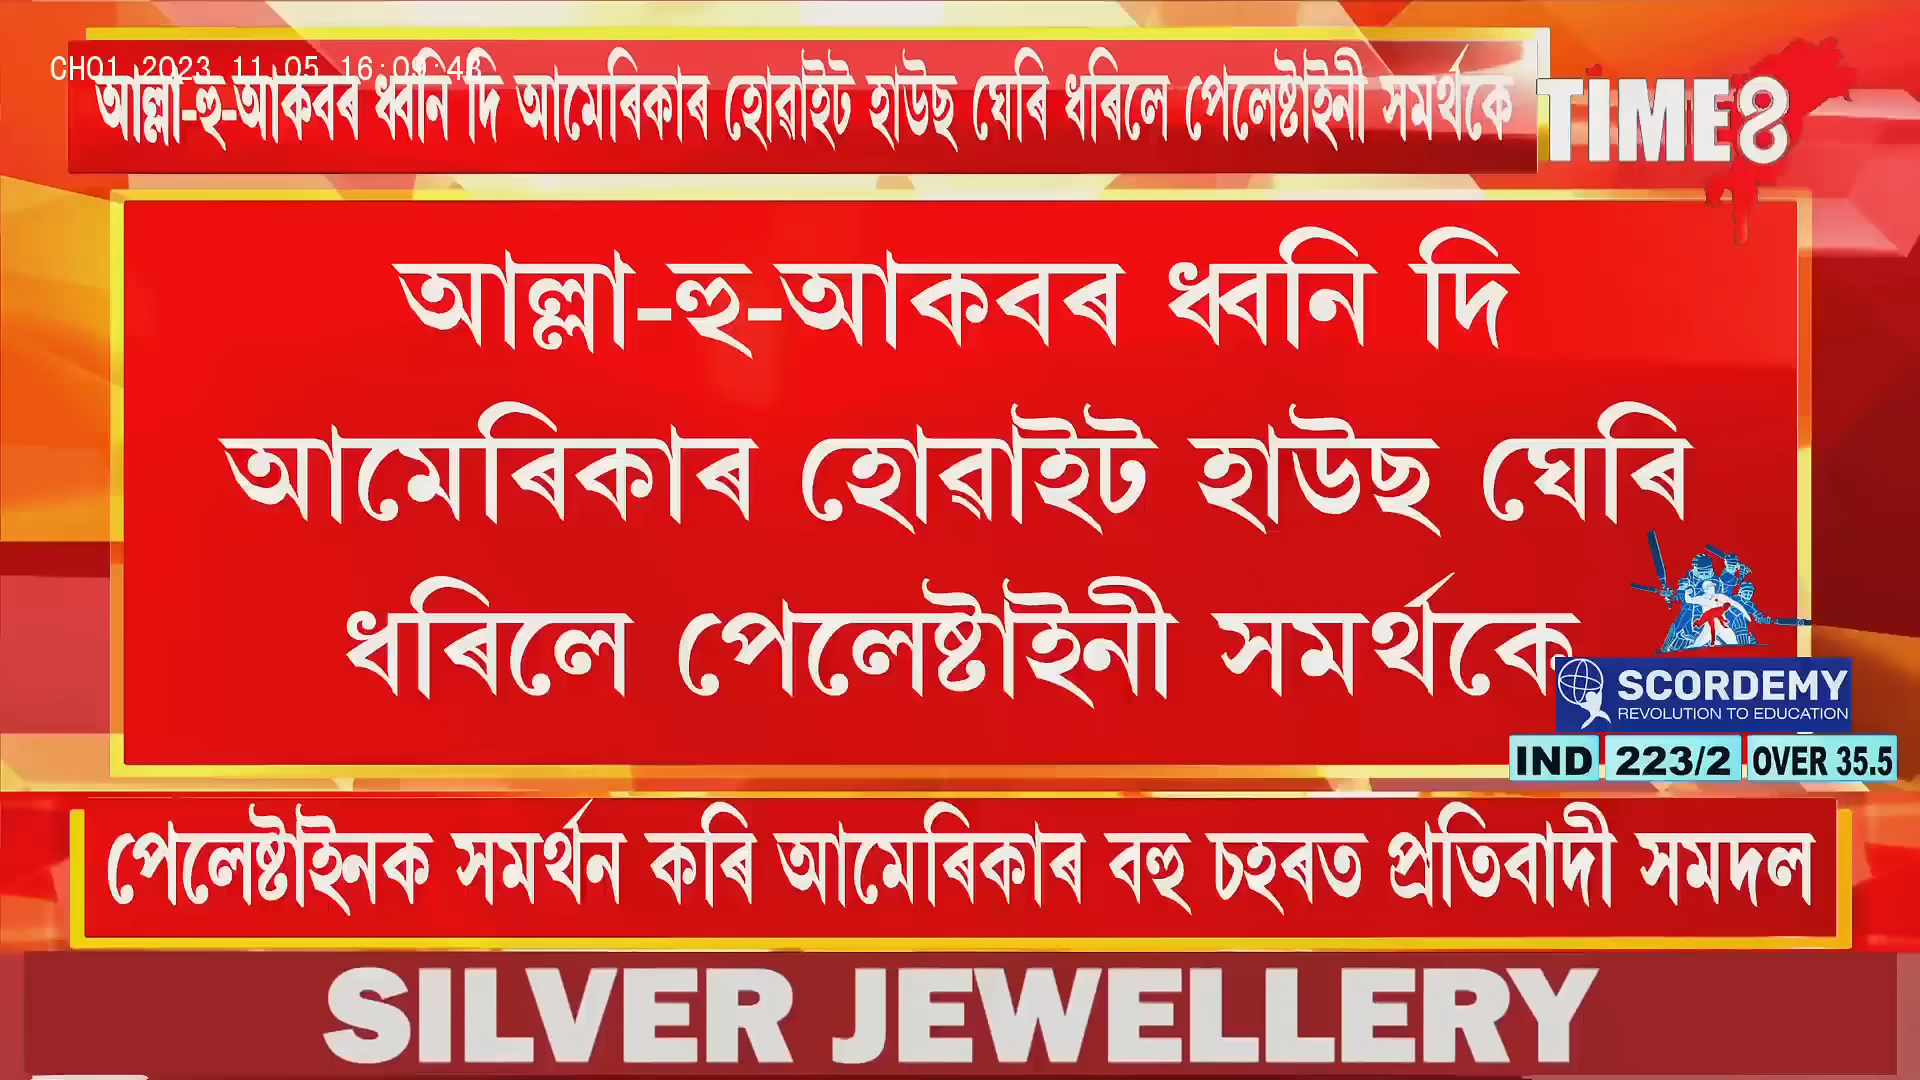 CH01 2023 11 05 16:09:43
আল্লা-হু-আকবৰ ধ্বনি দি আমেৰিকাৰ হোৱাইট হাউছ ঘেৰি ধৰিলে পেলেষ্টাইনী সমৰ্থকে
TIME8
আল্লা-হু-আকবৰ ধ্বনি দি
আমেৰিকাৰ হোৱাইট হাউছ ঘেৰি
ধৰিলে পেলেষ্টাইনী সমৰ্থকে
SCORDEMY
REVOLUTION TO EDUCATION
IND 223/2 OVER 35.5
পেলেষ্টাইনক সমৰ্থন কৰি আমেৰিকাৰ বহু চহৰত প্ৰতিবাদী সমদল
SILVER JEWELLERY